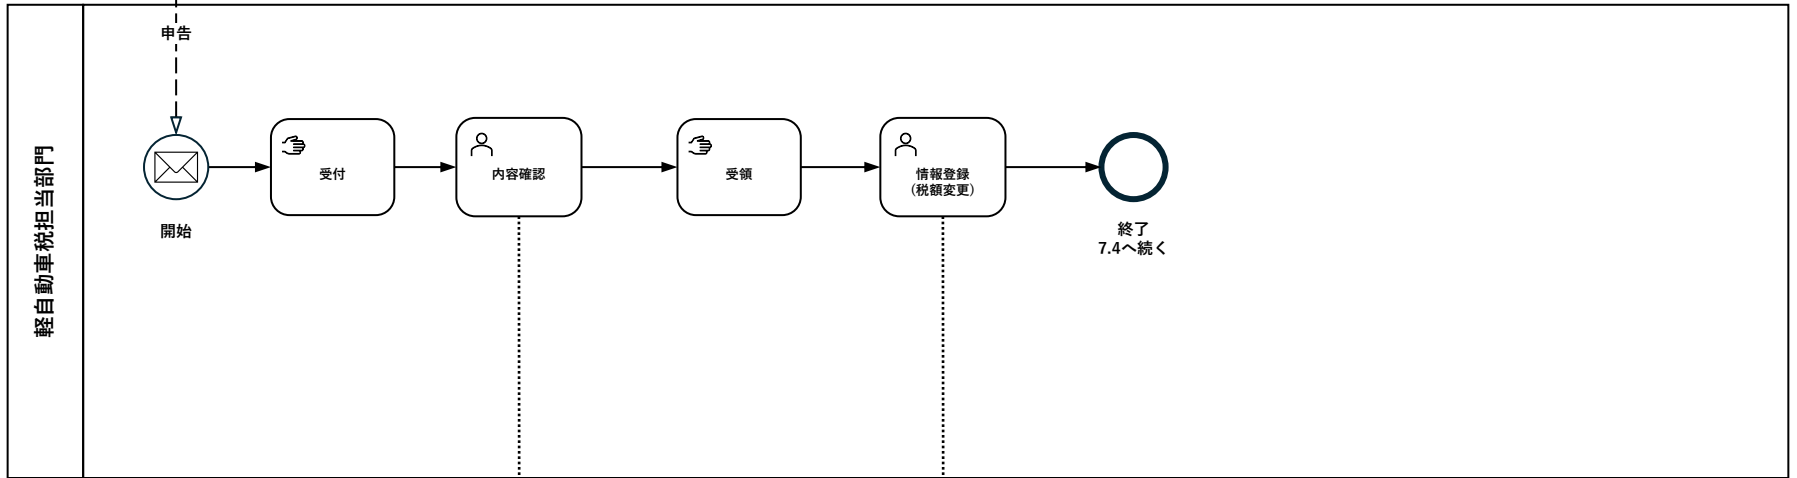 申告
軽自動車税担当部門
開始
受付
内容確認
受領
情報登録
(税額変更)
終了
7.4へ続く